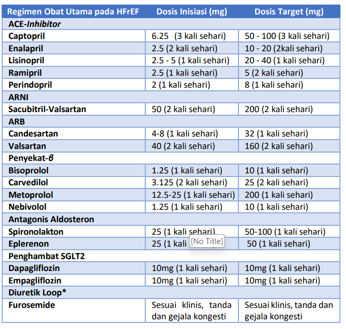 Regimen Obat Utama pada HFrEF Dosis Inisiasi (mg) Dosis Target (mg)
ACE-Inhibitor
Captopril 6.25 (3 kali sehari) 50 - 100 (3 kali sehari)
Enalapril 2.5 (2 kali sehari) 10 - 20 (2kali sehari)
Lisinopril 2.5 - 5 (1 kali sehari) 20 - 40 (1 kali sehari)
Ramipril 2.5 (1 kali sehari) 5 (2 kali sehari)
Perindopril 2 (1 kali sehari) 8 (1 kali sehari)
ARNI
Sacubitril-Valsartan 50 (2 kali sehari) 200 (2 kali sehari)
ARB
Candesartan 4-8 (1 kali sehari) 32 (1 kali sehari)
Valsartan 40 (2 kali sehari) 160 (2 kali sehari)
Penyekat-β
Bisoprolol 1.25 (1 kali sehari) 10 (1 kali sehari)
Carvedilol 3.125 (2 kali sehari) 25 (2 kali sehari)
Metoprolol 12.5-25 (1 kali sehari) 200 (1 kali sehari)
Nebivolol 1.25 (1 kali sehari) 10 (1 kali sehari)
Antagonis Aldosteron
Spironolakton 25 (1 kali sehari) 50-100 (1 kali sehari)
Eplerenon 25 (1 kali [No Title] 50 (1 kali sehari)
Penghambat SGLT2
Dapagliflozin 10mg (1 kali sehari) 10mg (1 kali sehari)
Empagliflozin 10mg (1 kali sehari) 10mg (1 kali sehari)
Diuretik Loop*
Furosemide Sesuai klinis, tanda Sesuai klinis, tanda dan
dan gejala kongesti gejala kongesti